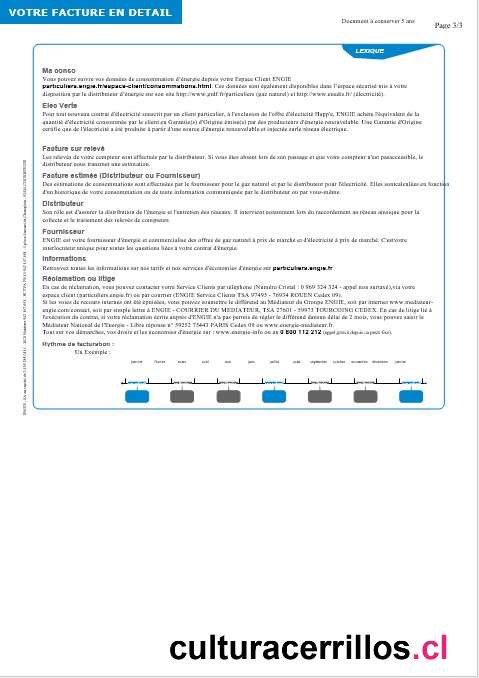 VOTRE FACTURE EN DETAIL
Document à conserver 5 ans
Page 3/3
LEXIQUE
Ma conso
Vous pouvez suivre vos données de consommation d'énergie depuis votre Espace Client ENGIE
particuliers.engie.fr/espace-client/consommations.html. Ces données sont également disponibles dans l'espace sécurisé mis à votre
disposition par le distributeur d'énergie sur son site http://www.grdf.fr/particuliers (gaz naturel) et http://www.enedis.fr/ (électricité).
Elec Verte
Pour tout nouveau contrat d'électricité souscrit par un client particulier, à l'exclusion de l'offre d'électricité Happ'e, ENGIE achète l'équivalent de la
quantité d'électricité consommée par le client en Garantie(s) d'Origine émise(s) par des producteurs d'énergie renouvelable. Une Garantie d'Origine
certifie que de l'électricité a été produite à partir d'une source d'énergie renouvelable et injectée sur le réseau électrique.
Facture sur relevé
Les relevés de votre compteur sont effectués par le distributeur. Si vous êtes absent lors de son passage et que votre compteur n'est pas accessible, le
distributeur nous transmet une estimation.
Facture estimée (Distributeur ou Fournisseur)
Des estimations de consommations sont effectuées par le fournisseur pour le gaz naturel et par le distributeur pour l'électricité. Elles sont calculées en fonction
d'un historique de votre consommation ou de toute information communiquée par le distributeur ou par vous-même.
Distributeur
Son rôle est d'assurer la distribution de l'énergie et l'entretien des réseaux. Il intervient notamment lors du raccordement au réseau ainsi que pour la
collecte et le traitement des relevés de compteurs.
Fournisseur
ENGIE est votre fournisseur d'énergie et commercialise des offres de gaz naturel à prix de marché et d'électricité à prix de marché. C'est votre
interlocuteur unique pour toutes les questions liées à votre contrat d'énergie.
Informations
Retrouvez toutes les informations sur nos tarifs et nos services d'économies d'énergie sur particuliers.engie.fr
Réclamation ou litige
En cas de réclamation, vous pouvez contacter votre Service Clients par téléphone (Numéro Cristal : 0 969 324 324 - appel non surtaxé), via votre
espace client (particuliers.engie.fr) ou par courrier (ENGIE Service Clients TSA 97495 - 76934 ROUEN Cedex 09).
Si les voies de recours internes ont été épuisées, vous pouvez soumettre le différend au Médiateur du Groupe ENGIE, soit par internet www.mediateur-
engie.com/contact, soit par simple lettre à ENGIE - COURRIER DU MEDIATEUR, TSA 27601 - 59973 TOURCOING CEDEX. En cas de litige lié à
l'exécution du contrat, si votre réclamation écrite auprès d'ENGIE n'a pas permis de régler le différend dans un délai de 2 mois, vous pouvez saisir le
Médiateur National de l'Energie - Libre réponse n° 59252 75443 PARIS Cedex 09 ou www.energie-mediateur.fr.
Tout sur vos démarches, vos droits et les économies d'énergie sur : www.energie-info ou au 0 800 112 212 (appel gratuit depuis un poste fixe).
Rythme de facturation :
Un Exemple :
janvier février mars avril mai juin juillet août septembre octobre novembre décembre janvier
culturacerrillos.cl